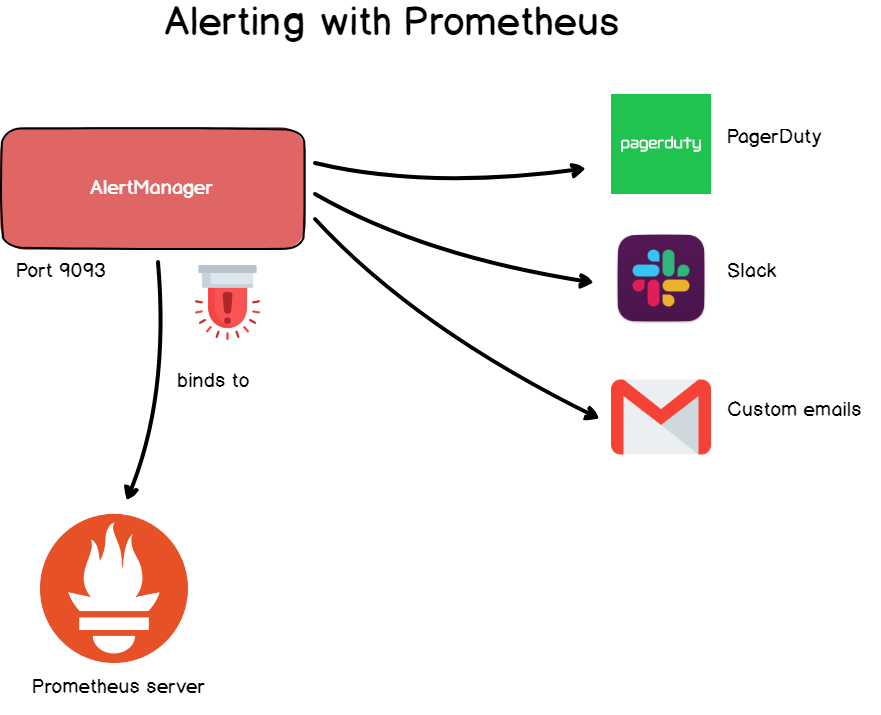 Alerting with Prometheus
AlertManager
Port 9093
binds to
Prometheus server
pagerduty
PagerDuty
Slack
Custom emails